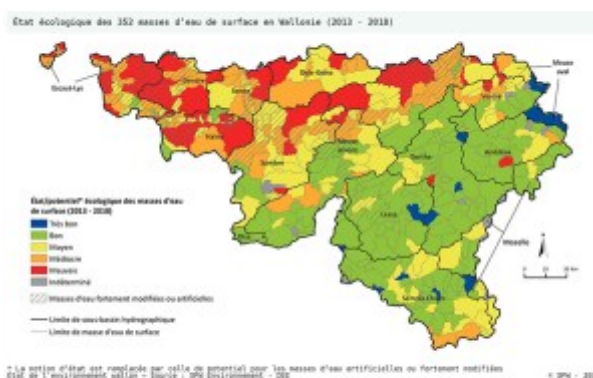 État écologique des 352 masses d'eau de surface en Wallonie (2013 - 2018)
Meuse
aval
Escaut-Lys
Dendre
Senne
Dyle-Gette
Haine
Vesdre
Meuse
amont
Sambre
Ourthe
Amblève
Lesse
Moselle
Semois-Chiers
N
État/potentiel* écologique des masses d'eau
de surface (2013 - 2018)
Très bon
Bon
Moyen
Médiocre
Mauvais
Indéterminé
Masses d'eau fortement modifiées ou artificielles
Limite de sous-bassin hydrographique
Limite de masse d'eau de surface
* La notion d'état est remplacée par celle de potentiel pour les masses d'eau artificielles ou fortement modifiées
État de l'environnement wallon – Source : SPW Environnement - DEE
© SPW -